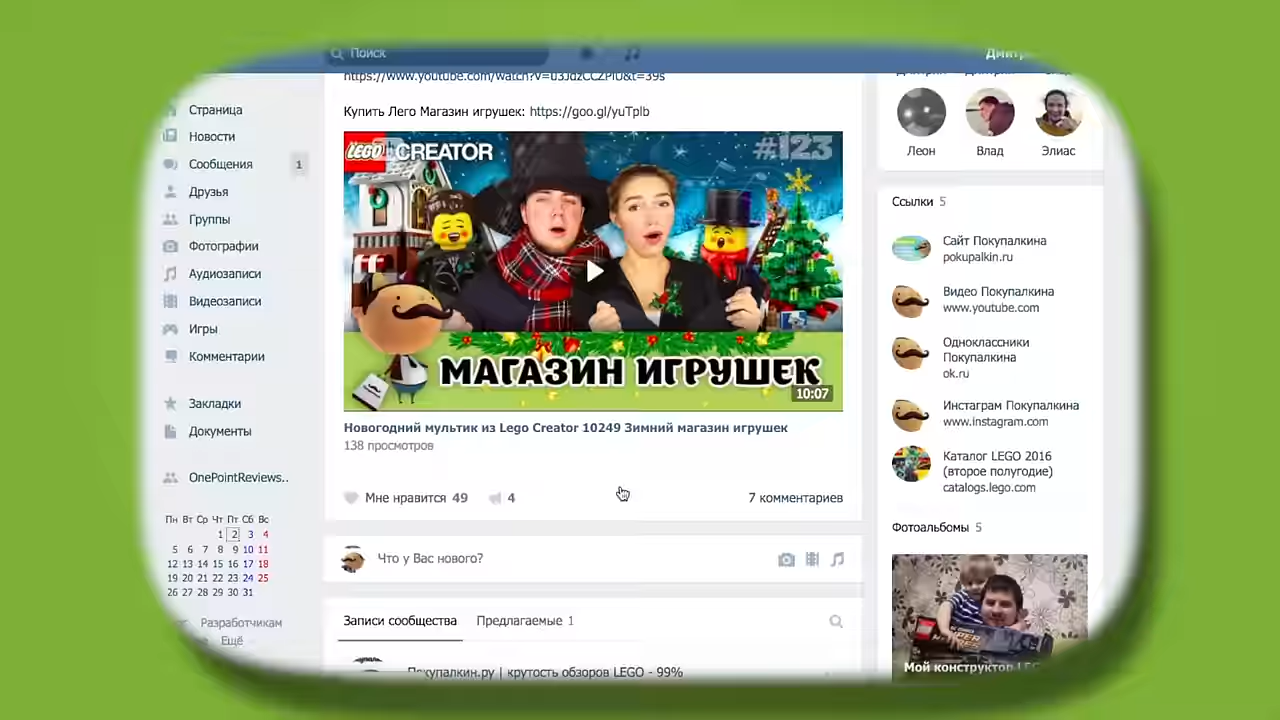 Поиск
https://www.youtube.com/watch?v=u3JdzCCZPiU&t=39s
Купить Лего Магазин игрушек: https://goo.gl/yuTplb
LEGO CREATOR
#123
МАГАЗИН ИГРУШЕК
10:07
Новогодний мультик из Lego Creator 10249 Зимний магазин игрушек
138 просмотров
Мне нравится 49
4
7 комментариев
Что у Вас нового?
Записи сообщества
Предлагаемые 1
Покупалкин.ру | крутость обзоров LEGO - 99%
Страница
Новости
Сообщения 1
Друзья
Группы
Фотографии
Аудиозаписи
Видеозаписи
Игры
Комментарии
Закладки
Документы
OnePointReviews..
Пн Вт Ср Чт Пт Сб Вс
1 2 3 4
5 6 7 8 9 10 11
12 13 14 15 16 17 18
19 20 21 22 23 24 25
26 27 28 29 30 31
Разработчикам
Ещё
Леон
Влад
Элиас
Ссылки 5
Сайт Покупалкина
pokupalkin.ru
Видео Покупалкина
www.youtube.com
Одноклассники
Покупалкина
ok.ru
Инстаграм Покупалкина
www.instagram.com
Каталог LEGO 2016
(второе полугодие)
catalogs.lego.com
Фотоальбомы 5
Мой конструктор